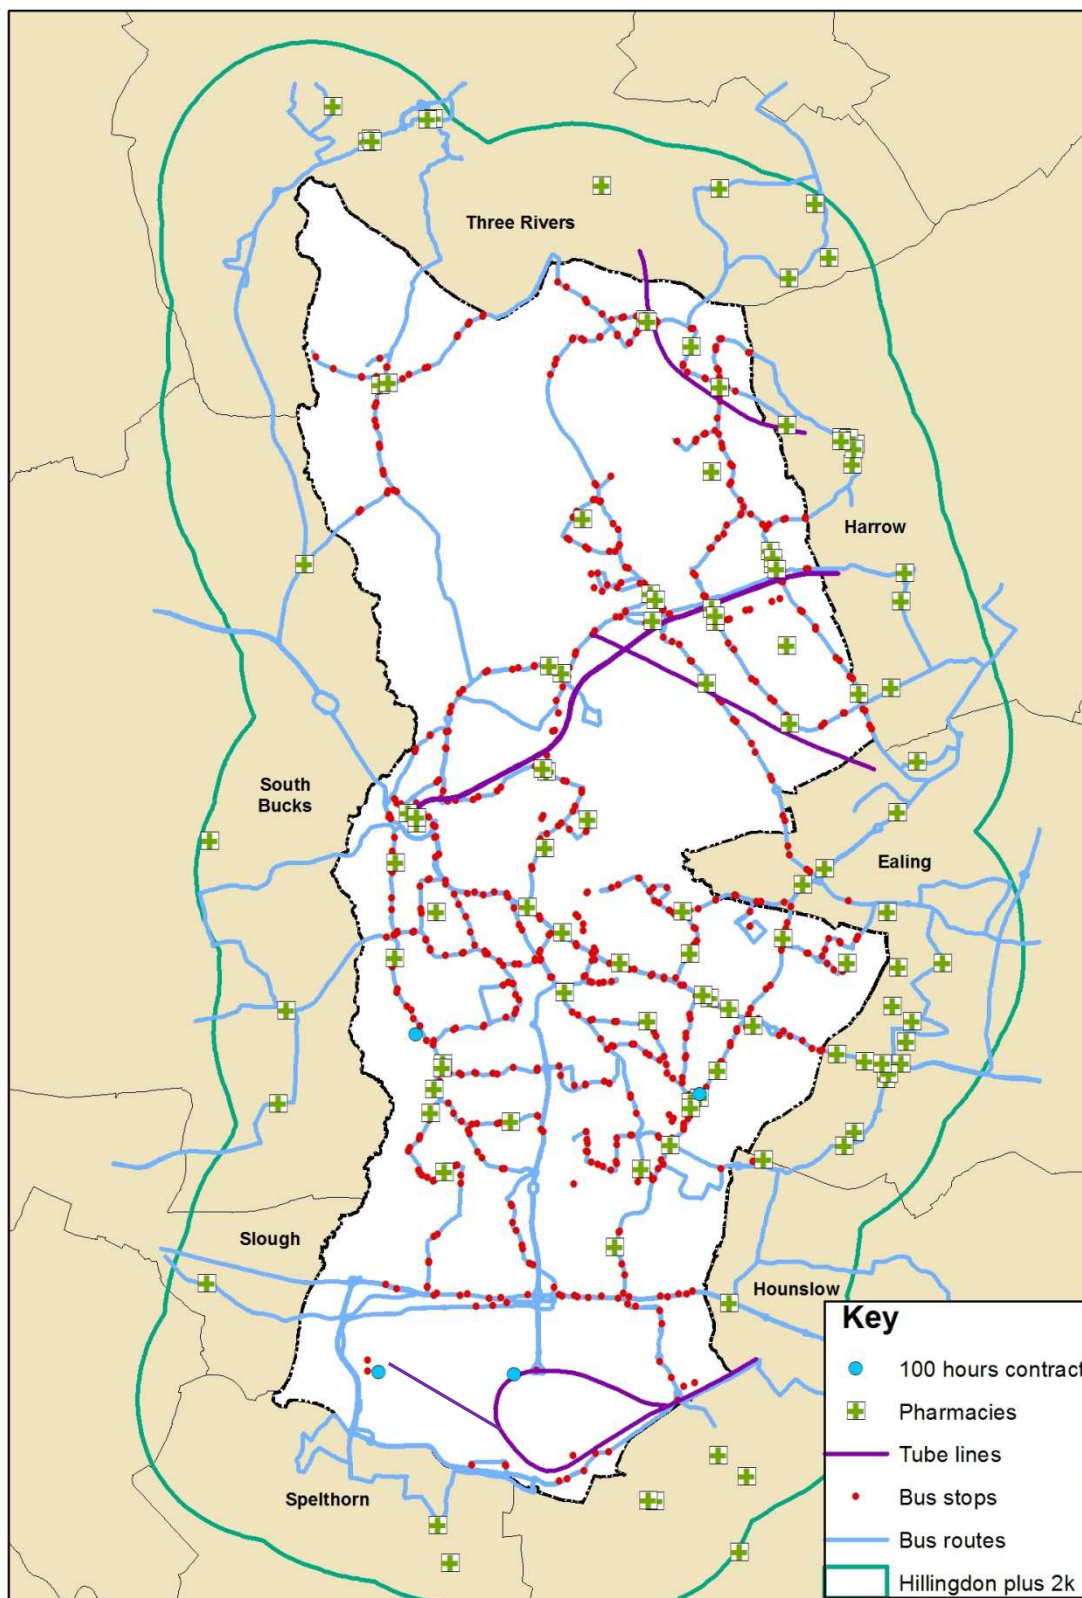 Three Rivers
Harrow
South
Bucks
Ealing
Slough
Hounslow
Spelthorn
Key
100 hours contract
Pharmacies
Tube lines
Bus stops
Bus routes
Hillingdon plus 2k